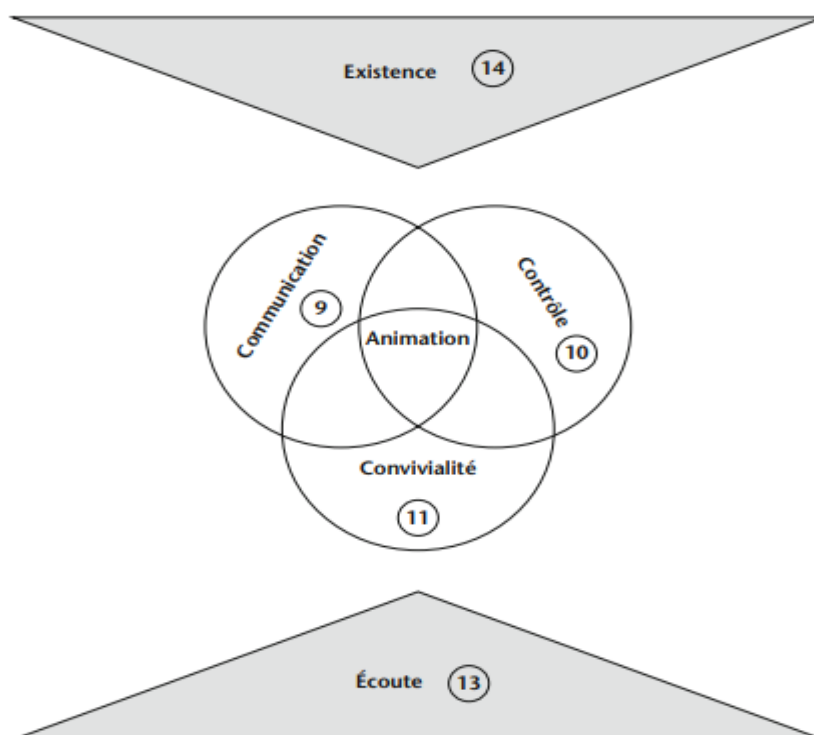 Existence 14
Communication 9
Contrôle 10
Animation
Convivialité
11
Écoute 13